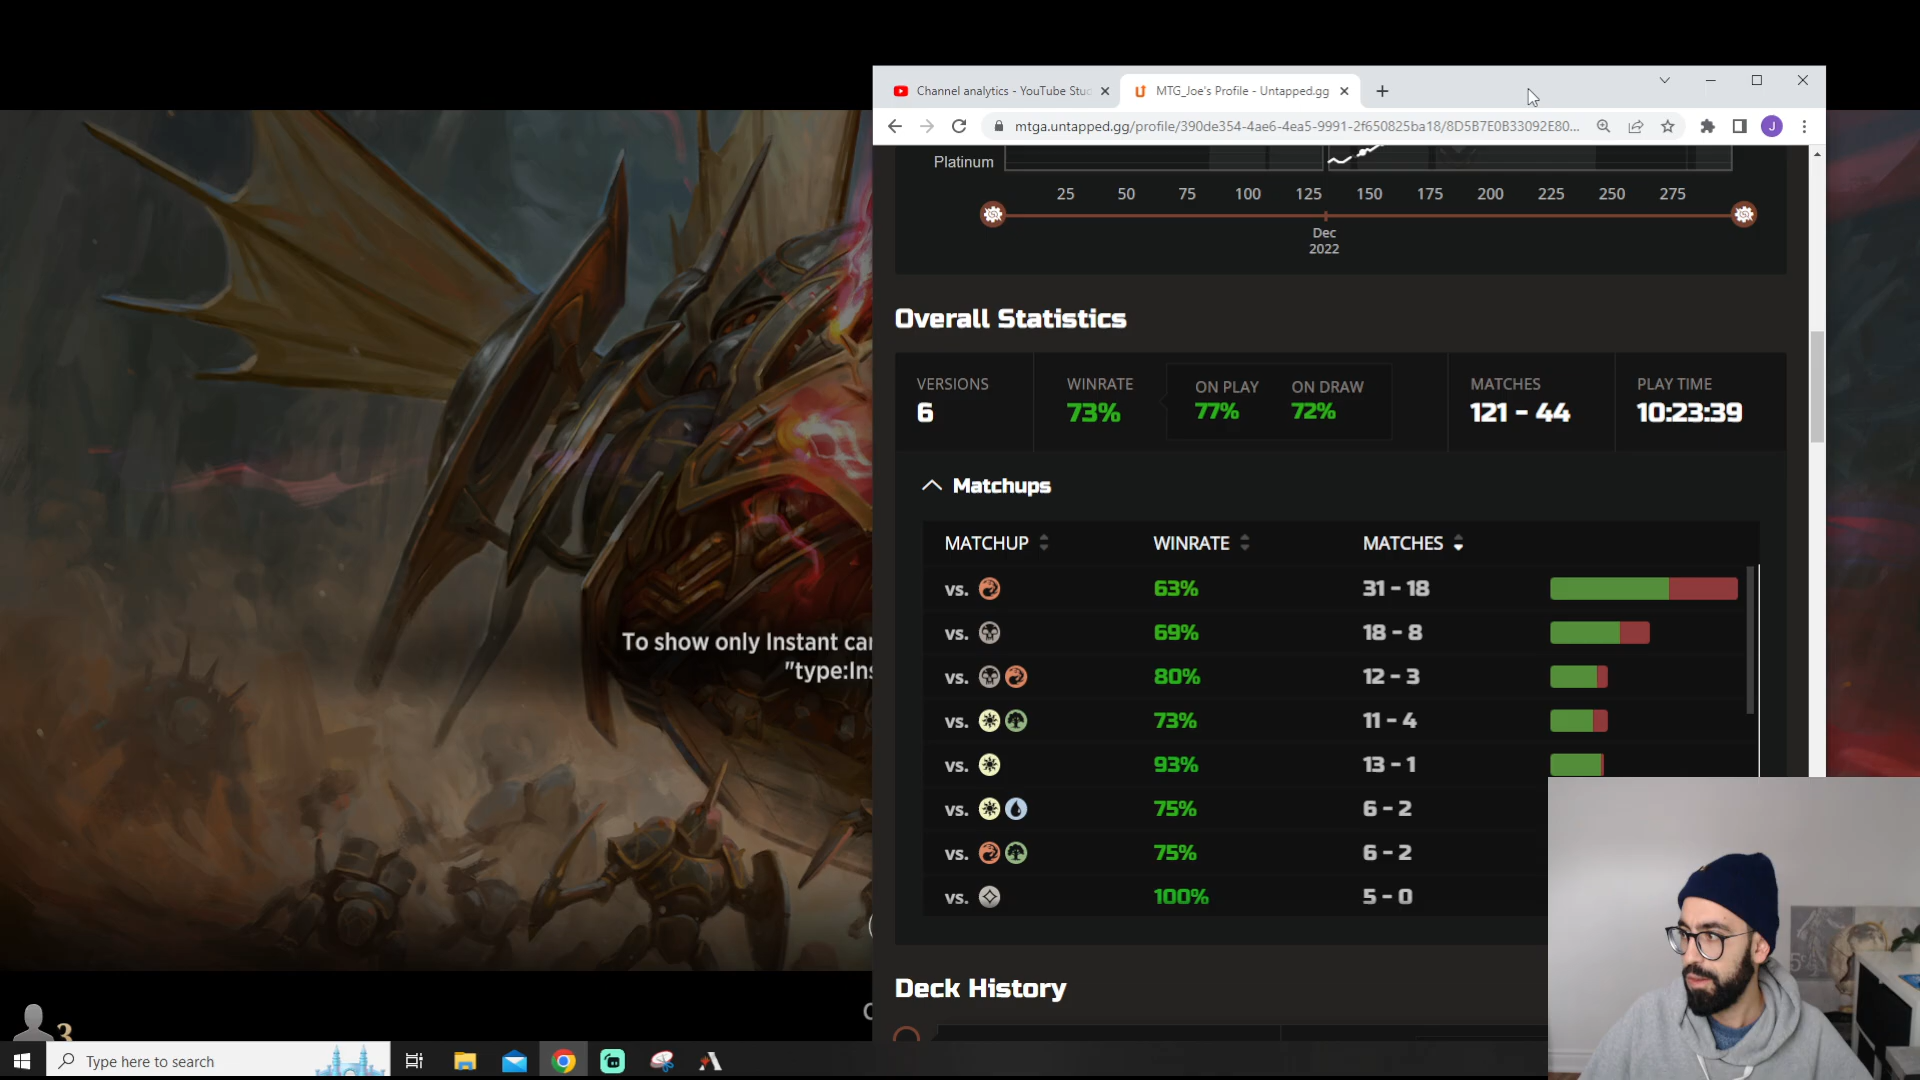 Channel analytics - YouTube Stu
MTG_Joe's Profile - Untapped.gg
mtga.untapped.gg/profile/390de354-4ae6-4ea5-9991-2f650825ba18/8D5B7E0B33092E80...
J
Platinum
25 50 75 100 125 150 175 200 225 250 275
Dec
2022
Overall Statistics
VERSIONS
6
WINRATE
73%
ON PLAY
77%
ON DRAW
72%
MATCHES
121 - 44
PLAY TIME
10:23:39
Matchups
MATCHUP WINRATE MATCHES
vs. 63% 31 - 18
vs. 69% 18 - 8
vs. 80% 12 - 3
vs. 73% 11 - 4
vs. 93% 13 - 1
vs. 75% 6 - 2
vs. 75% 6 - 2
vs. 100% 5 - 0
Deck History
To show only Instant
"type:Ins
3
Type here to search